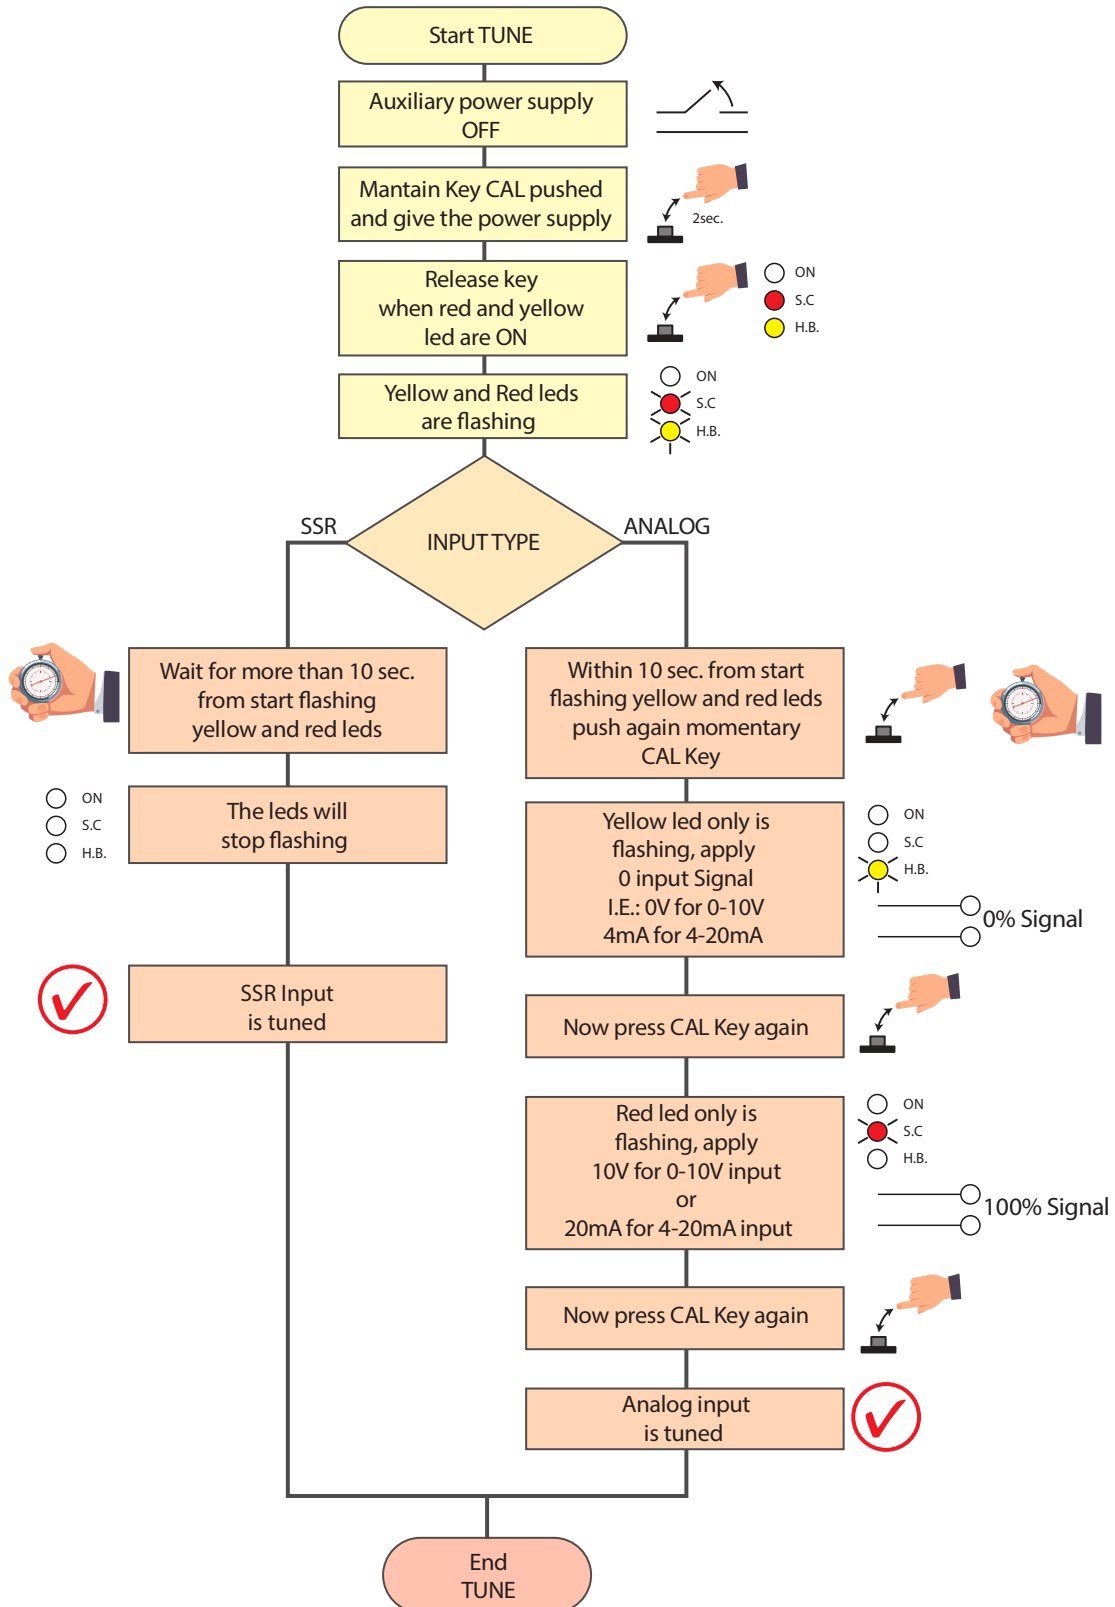 Start TUNE
Auxiliary power supply
OFF
Mantain Key CAL pushed
and give the power supply
2sec.
Release key
when red and yellow
led are ON
ON
S.C
H.B.
Yellow and Red leds
are flashing
ON
S.C
H.B.
SSR
INPUT TYPE
ANALOG
Wait for more than 10 sec.
from start flashing
yellow and red leds
ON
S.C
H.B.
The leds will
stop flashing
SSR Input
is tuned
Within 10 sec. from start
flashing yellow and red leds
push again momentary
CAL Key
Yellow led only is
flashing, apply
0 input Signal
I.E.: 0V for 0-10V
4mA for 4-20mA
ON
S.C
H.B.
0% Signal
Now press CAL Key again
Red led only is
flashing, apply
10V for 0-10V input
or
20mA for 4-20mA input
ON
S.C
H.B.
100% Signal
Now press CAL Key again
Analog input
is tuned
End
TUNE